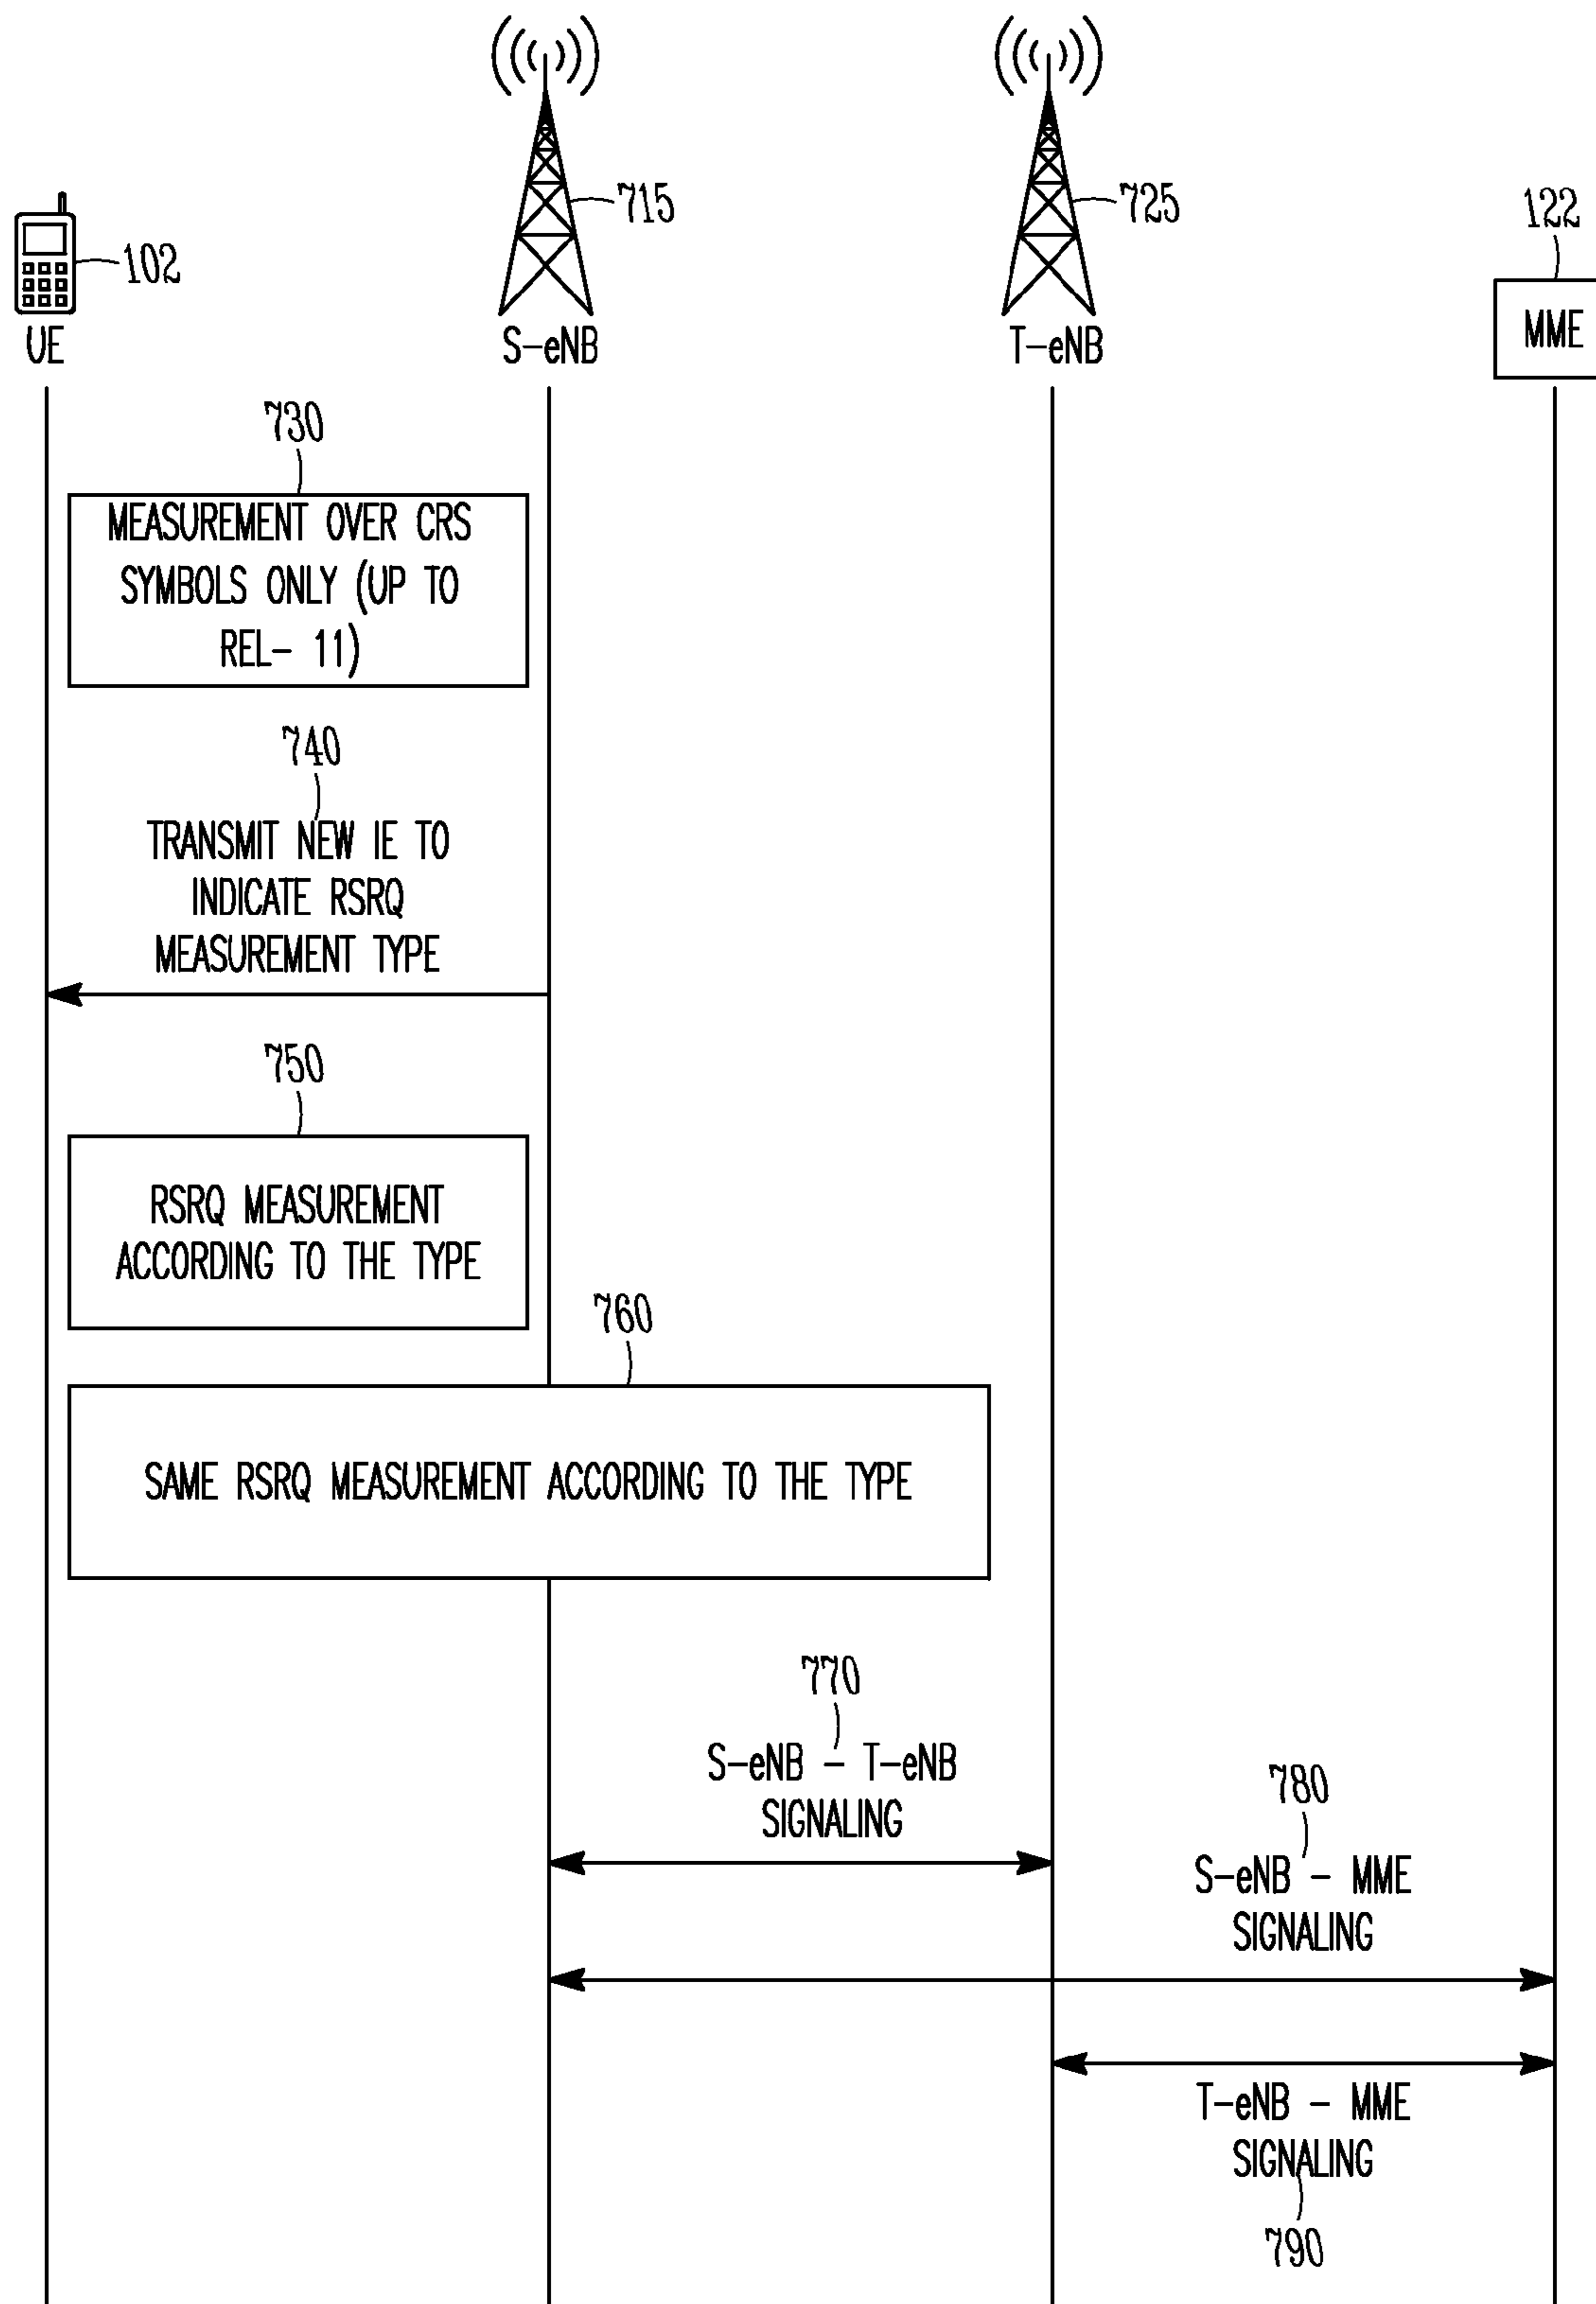 715
725
122
102
MME
UE
S-eNB
T-eNB
730
MEASUREMENT OVER CRS
SYMBOLS ONLY (UP TO
REL- 11)
740
TRANSMIT NEW IE TO
INDICATE RSRQ
MEASUREMENT TYPE
750
RSRQ MEASUREMENT
ACCORDING TO THE TYPE
760
SAME RSRQ MEASUREMENT ACCORDING TO THE TYPE
770
S-eNB - T-eNB
SIGNALING
780
S-eNB - MME
SIGNALING
T-eNB - MME
SIGNALING
790